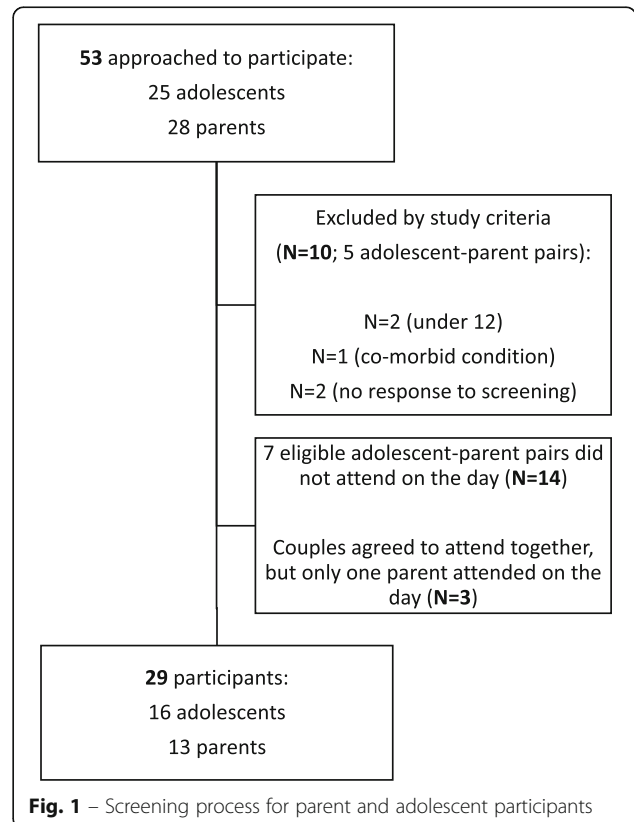 53 approached to participate:
25 adolescents
28 parents
Excluded by study criteria
(N=10; 5 adolescent-parent pairs):
N=2 (under 12)
N=1 (co-morbid condition)
N=2 (no response to screening)
7 eligible adolescent-parent pairs did
not attend on the day (N=14)
Couples agreed to attend together,
but only one parent attended on the
day (N=3)
29 participants:
16 adolescents
13 parents
Fig. 1 – Screening process for parent and adolescent participants